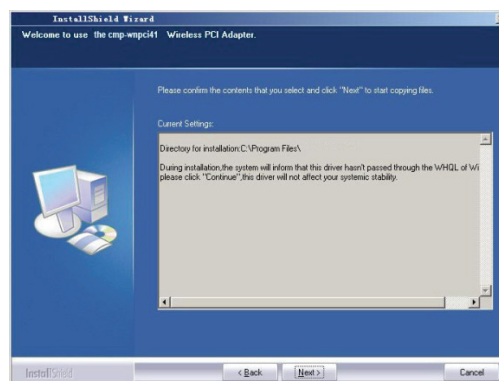 InstallShield Wizard
Welcome to use the cmp-wnpci41 Wireless PCI Adapter.
Please confirm the contents that you select and click "Next" to start copying files.
Current Settings:
Directory for installation:C:\Program Files\
During installation,the system will inform that this driver hasn't passed through the WHQL of Wi
please click "Continue",this driver will not affect your systemic stability.
InstallShield
< Back
Next >
Cancel